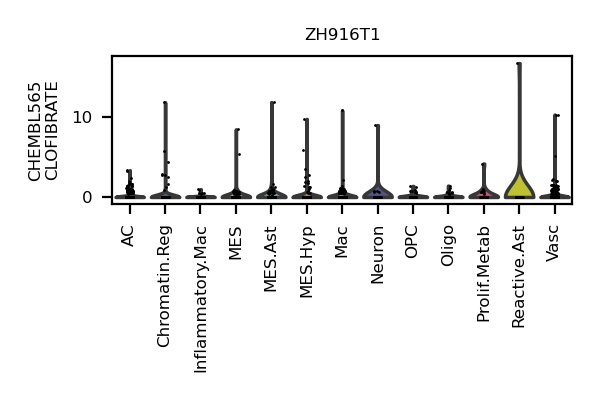 ZH916T1
CHEMBL565
CLOFIBRATE
10
0
AC
Chromatin.Reg
Inflammatory.Mac
MES
MES.Ast
MES.Hyp
Mac
Neuron
OPC
Oligo
Prolif.Metab
Reactive.Ast
Vasc